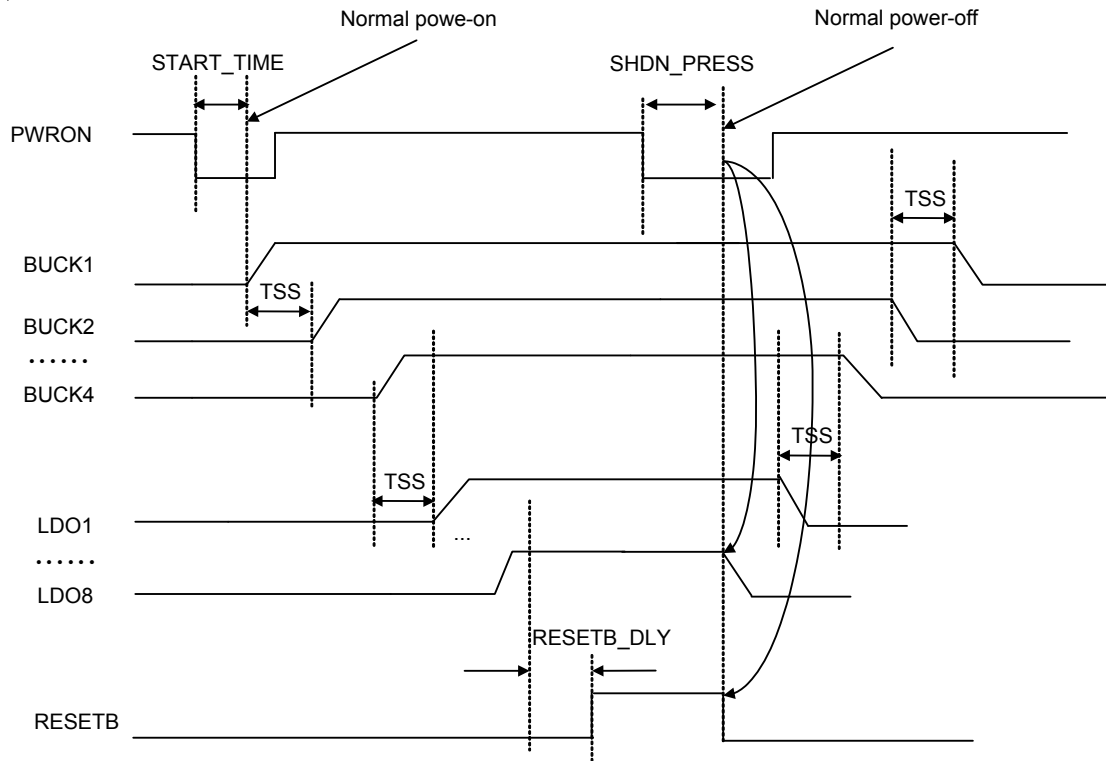 Normal powe-on
Normal power-off
START_TIME
SHDN_PRESS
PWRON
TSS
BUCK1
TSS
BUCK2
......
BUCK4
TSS
TSS
LDO1
...
......
LDO8
RESETB_DLY
RESETB